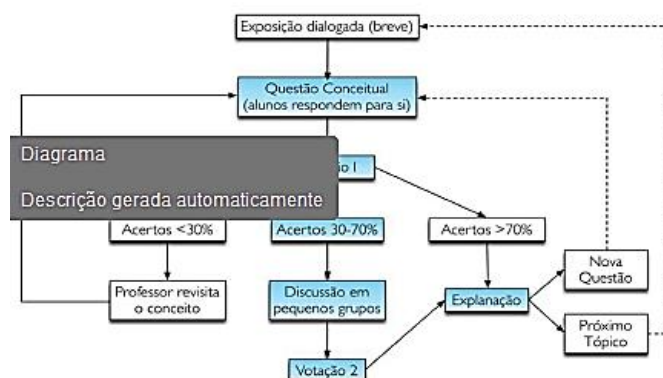 Exposição dialogada (breve)
Questão Conceitual
(alunos respondem para si)
Diagrama
Descrição gerada automaticamente
Acertos <30%
Acertos 30-70%
Acertos >70%
Professor revisita
o conceito
Discussão em
pequenos grupos
Explanação
Nova
Questão
Próximo
Tópico
Votação 2